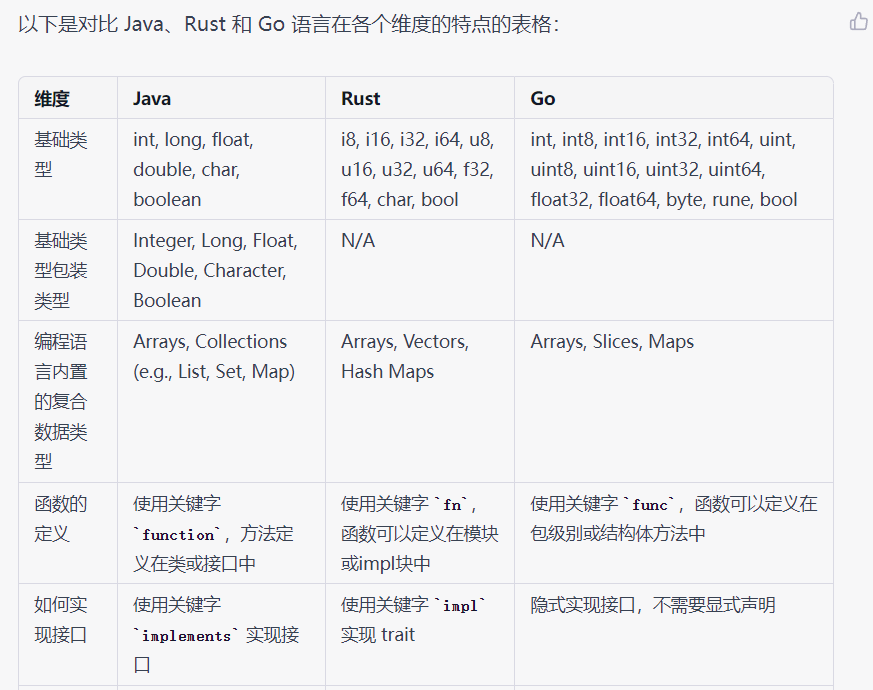 以下是对比 Java、Rust 和 Go 语言在各个维度的特点的表格：
维度 Java Rust Go
基础类 int, long, float, i8, i16, i32, i64, u8, int, int8, int16, int32, int64, uint,
型 double, char, u16, u32, u64, f32, uint8, uint16, uint32, uint64,
boolean f64, char, bool float32, float64, byte, rune, bool
基础类 Integer, Long, Float, N/A N/A
型包装 Double, Character,
类型 Boolean
编程语 Arrays, Collections Arrays, Vectors, Arrays, Slices, Maps
言内置 (e.g., List, Set, Map) Hash Maps
的复合
数据类
型
函数的 使用关键字 使用关键字 `fn`， 使用关键字 `func`，函数可以定义在
定义 `function`，方法定 函数可以定义在模块 包级别或结构体方法中
义在类或接口中 或impl块中
如何实 使用关键字 使用关键字 `impl` 隐式实现接口，不需要显式声明
现接口 `implements` 实现接 实现 trait
口